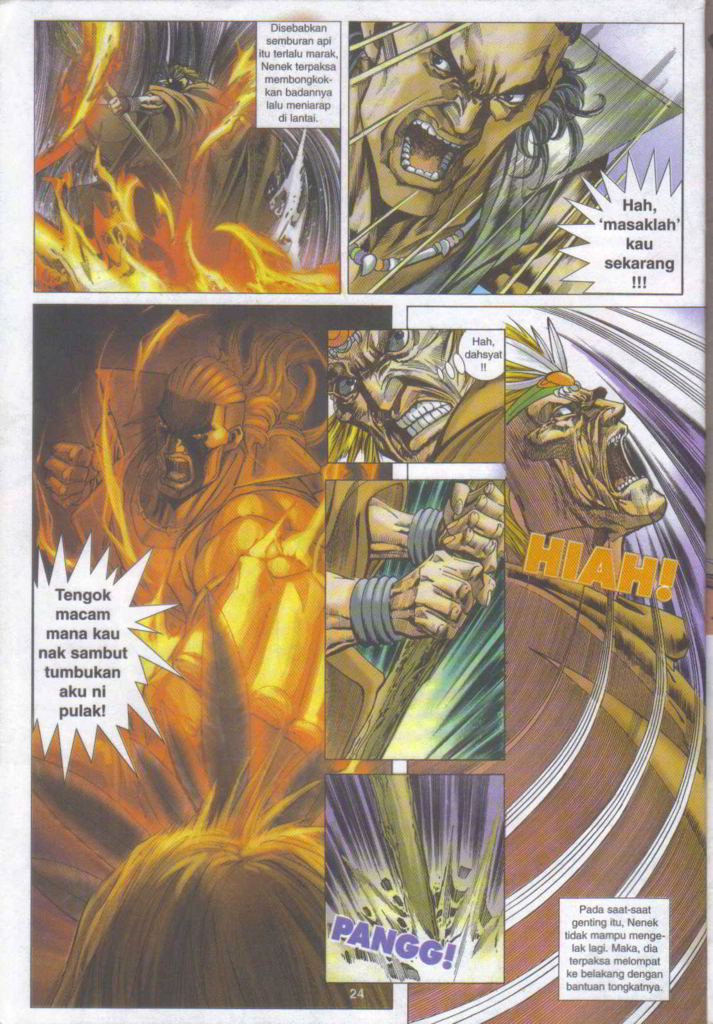 Disebabkan
semburan api
itu terlalu marak,
Nenek terpaksa
membongkok-
kan badannya
lalu meniarap
di lantai.
Hah,
‘masaklah’
kau
sekarang
!!!
Tengok
macam
mana kau
nak sambut
tumbukan
aku ni
pulak!
Hah,
dahsyat
!!
HIAH!
PANGG!
Pada saat-saat
genting itu, Nenek
tidak mampu menge-
lak lagi. Maka, dia
terpaksa melompat
ke belakang dengan
bantuan tongkatnya.
24